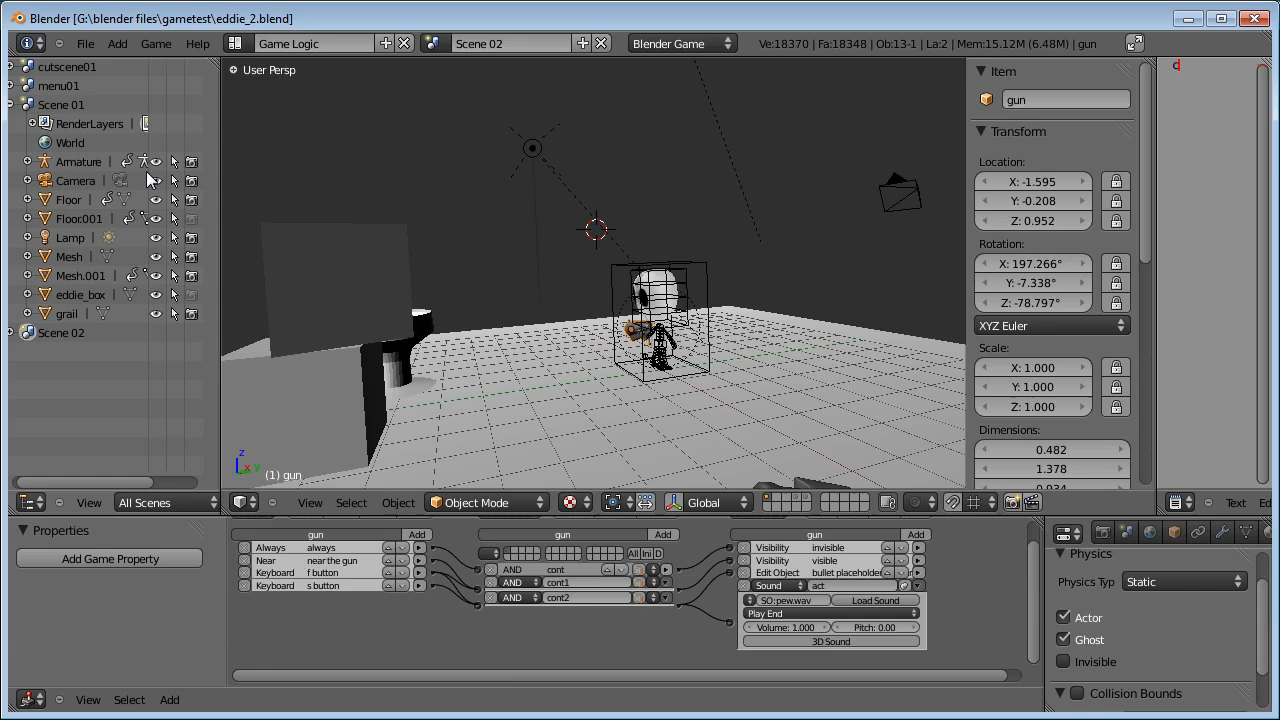 Blender [G:\blender files\gametest\eddie_2.blend]
File Add Game Help Game Logic Scene 02 Blender Game Ve:18370 | Fa:18348 | Ob:13-1 | La:2 | Mem:15.12M (6.48M) | gun
cutscene01
menu01
Scene 01
RenderLayers
World
Armature
Camera
Floor
Floor.001
Lamp
Mesh
Mesh.001
eddie_box
grail
Scene 02
View All Scenes
User Persp
z
x Y
(1) gun
View Select Object Object Mode Global
Item
gun
Transform
Location:
X: -1.595
Y: -0.208
Z: 0.952
Rotation:
X: 197.266°
Y: -7.338°
Z: -78.797°
XYZ Euler
Scale:
X: 1.000
Y: 1.000
Z: 1.000
Dimensions:
0.482
1.378
0.934
c
Text Ed
Properties
Add Game Property
gun Add
Always always
Near near the gun
Keyboard f button
Keyboard s button
gun Add
All Ini D
AND cont
AND cont1
AND cont2
gun Add
Visibility invisible
Visibility visible
Edit Object bullet placeholder
Sound act
SO:pew.wav Load Sound
Play End
Volume: 1.000 Pitch: 0.00
3D Sound
View Select Add
Physics
Physics Typ Static
Actor
Ghost
Invisible
Collision Bounds